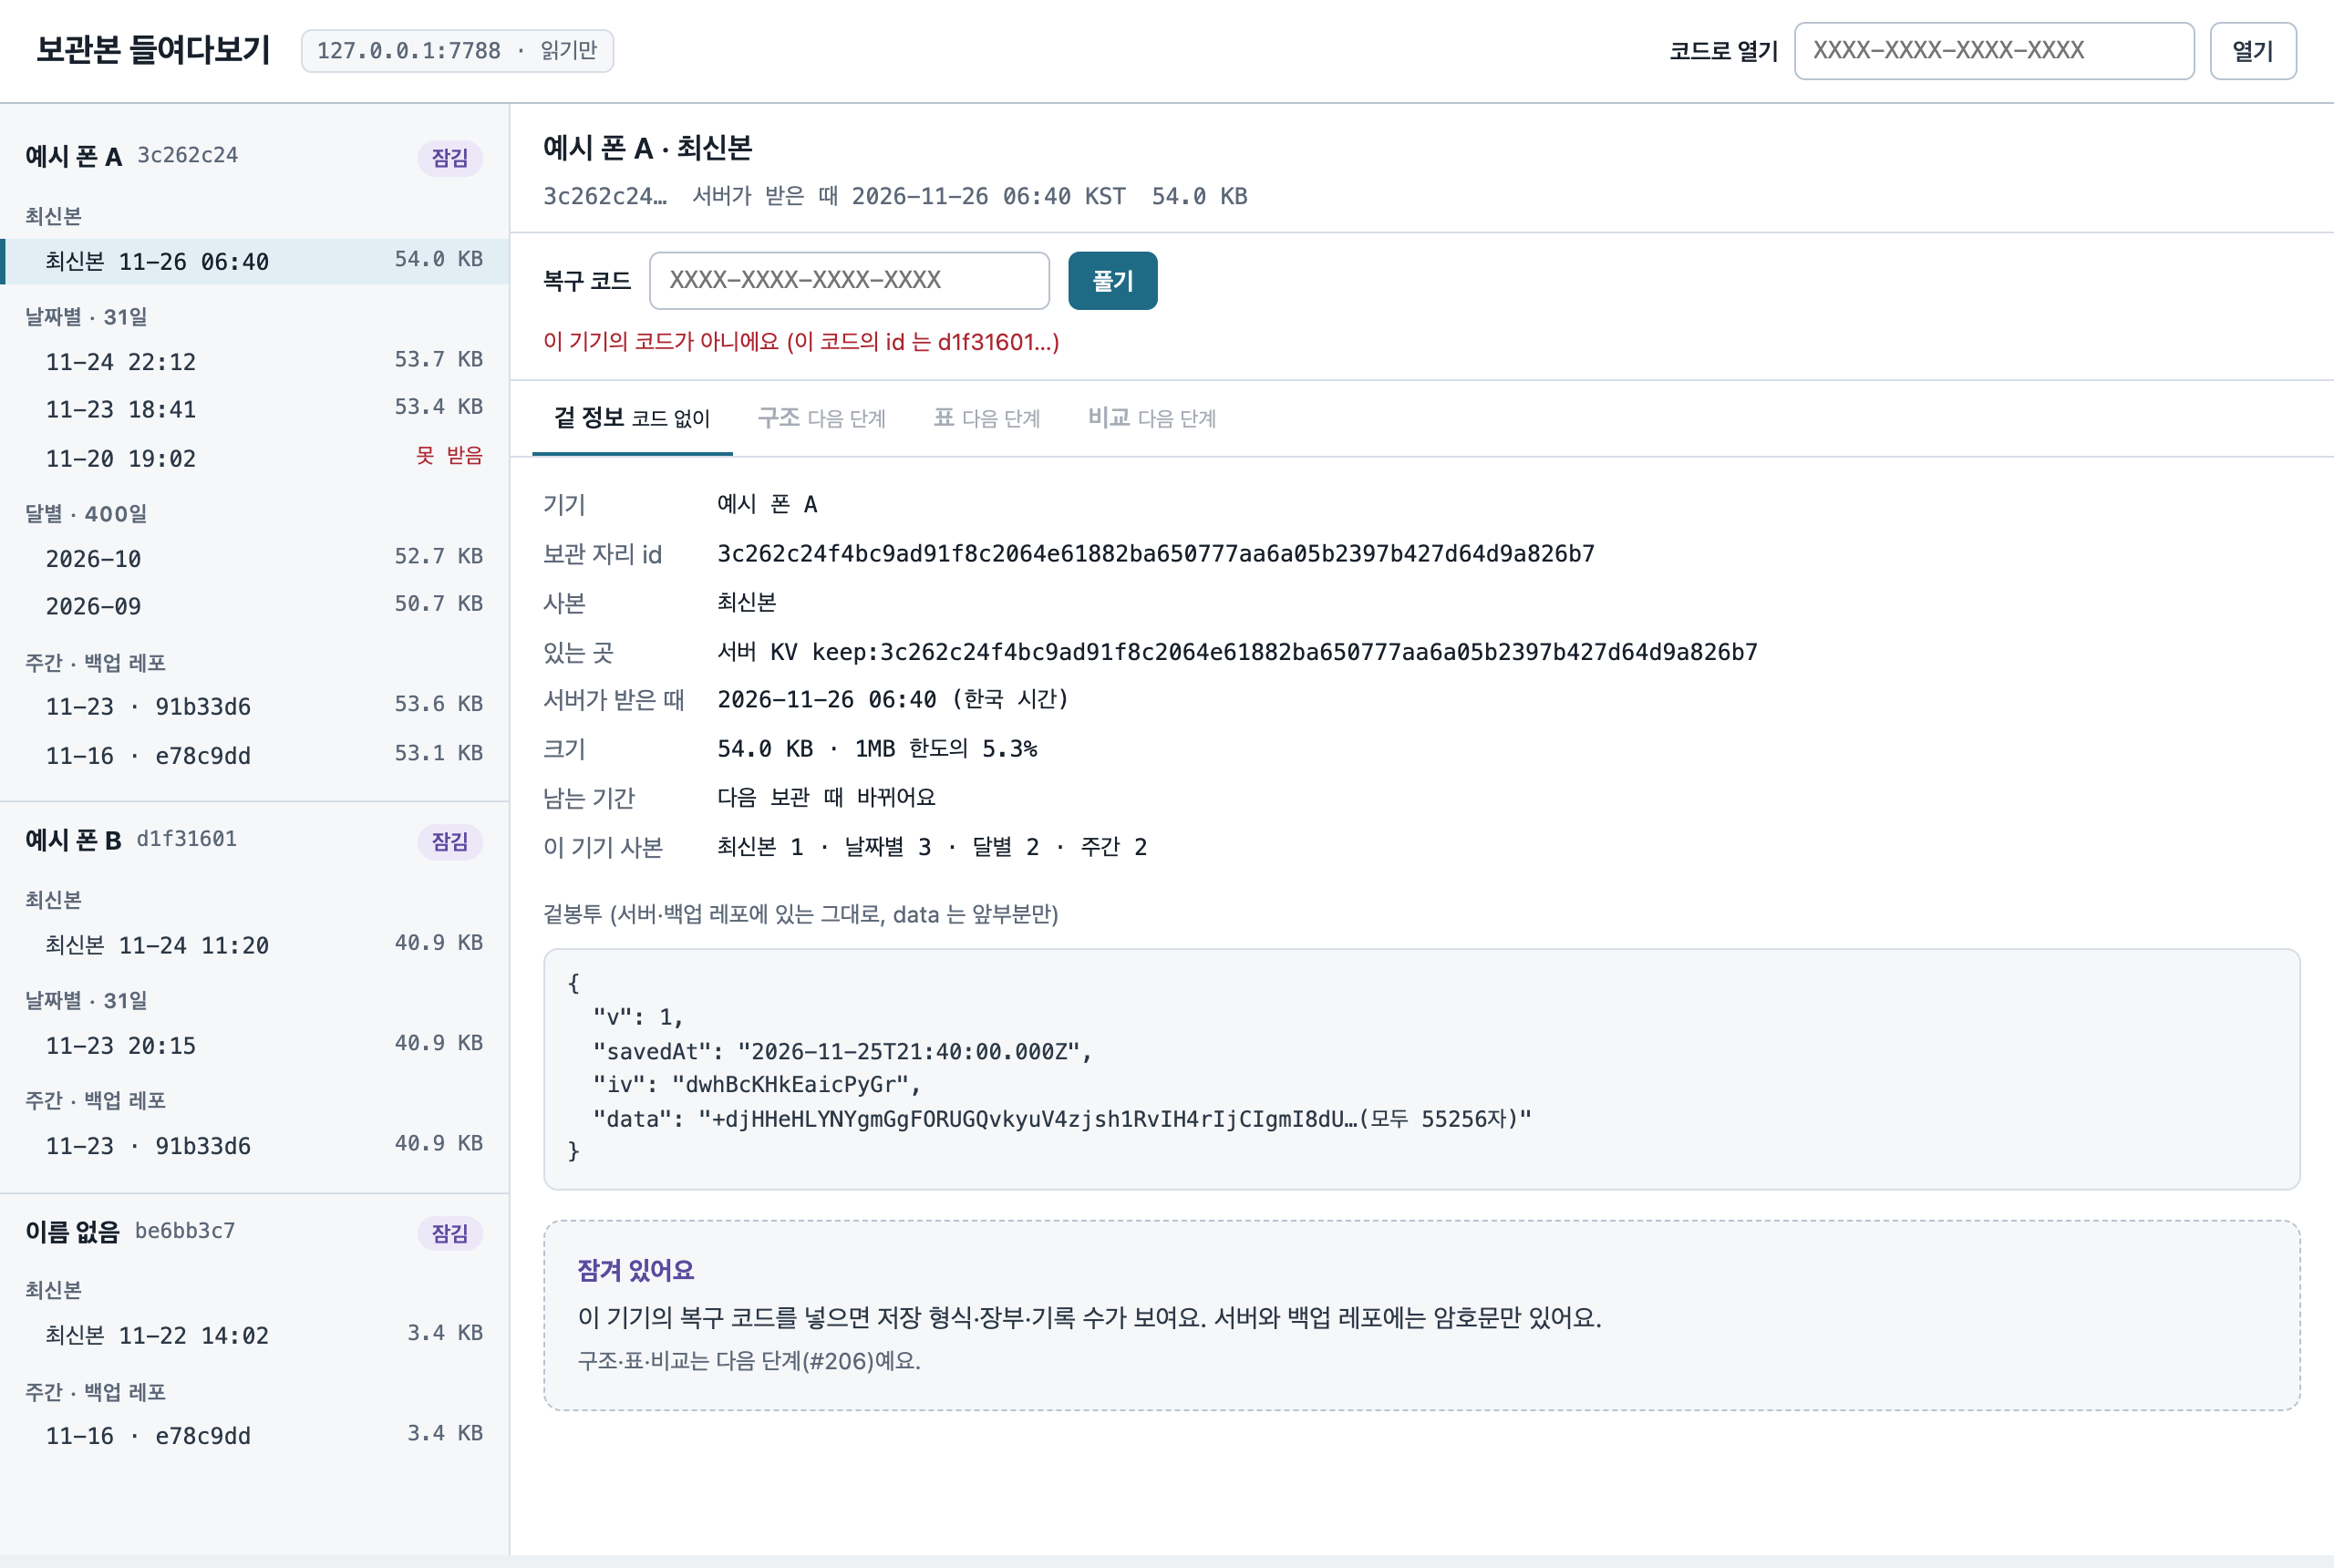 보관본 들여다보기 127.0.0.1:7788 · 읽기만 코드로 열기 XXXX-XXXX-XXXX-XXXX 열기
예시 폰 A 3c262c24 잠김
최신본
최신본 11-26 06:40 54.0 KB
날짜별 · 31일
11-24 22:12 53.7 KB
11-23 18:41 53.4 KB
11-20 19:02 못 받음
달별 · 400일
2026-10 52.7 KB
2026-09 50.7 KB
주간 · 백업 레포
11-23 · 91b33d6 53.6 KB
11-16 · e78c9dd 53.1 KB
예시 폰 B d1f31601 잠김
최신본
최신본 11-24 11:20 40.9 KB
날짜별 · 31일
11-23 20:15 40.9 KB
주간 · 백업 레포
11-23 · 91b33d6 40.9 KB
이름 없음 be6bb3c7 잠김
최신본
최신본 11-22 14:02 3.4 KB
주간 · 백업 레포
11-16 · e78c9dd 3.4 KB
예시 폰 A · 최신본
3c262c24… 서버가 받은 때 2026-11-26 06:40 KST 54.0 KB
복구 코드 XXXX-XXXX-XXXX-XXXX 풀기
이 기기의 코드가 아니에요 (이 코드의 id 는 d1f31601…)
겉 정보 코드 없이 구조 다음 단계 표 다음 단계 비교 다음 단계
기기 예시 폰 A
보관 자리 id 3c262c24f4bc9ad91f8c2064e61882ba650777aa6a05b2397b427d64d9a826b7
사본 최신본
있는 곳 서버 KV keep:3c262c24f4bc9ad91f8c2064e61882ba650777aa6a05b2397b427d64d9a826b7
서버가 받은 때 2026-11-26 06:40 (한국 시간)
크기 54.0 KB · 1MB 한도의 5.3%
남는 기간 다음 보관 때 바뀌어요
이 기기 사본 최신본 1 · 날짜별 3 · 달별 2 · 주간 2
겉봉투 (서버·백업 레포에 있는 그대로, data 는 앞부분만)
{
"v": 1,
"savedAt": "2026-11-25T21:40:00.000Z",
"iv": "dwhBcKHkEaicPyGr",
"data": "+djHHeHLYNYgmGgFORUGQvkyuV4zjsh1RvIH4rIjCIgmI8dU…(모두 55256자)"
}
잠겨 있어요
이 기기의 복구 코드를 넣으면 저장 형식·장부·기록 수가 보여요. 서버와 백업 레포에는 암호문만 있어요.
구조·표·비교는 다음 단계(#206)예요.